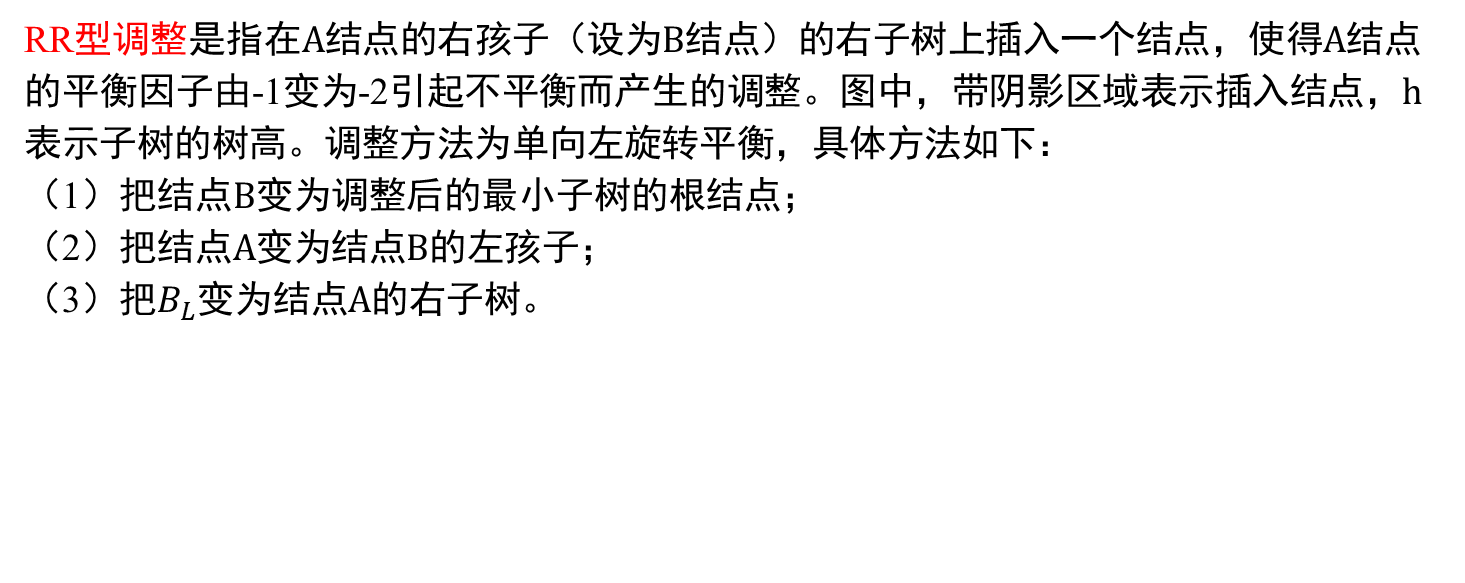 RR型调整是指在A结点的右孩子（设为B结点）的右子树上插入一个结点，使得A结点
的平衡因子由-1变为-2引起不平衡而产生的调整。图中，带阴影区域表示插入结点，h
表示子树的树高。调整方法为单向左旋转平衡，具体方法如下：
（1）把结点B变为调整后的最小子树的根结点；
（2）把结点A变为结点B的左孩子；
（3）把B_L变为结点A的右子树。